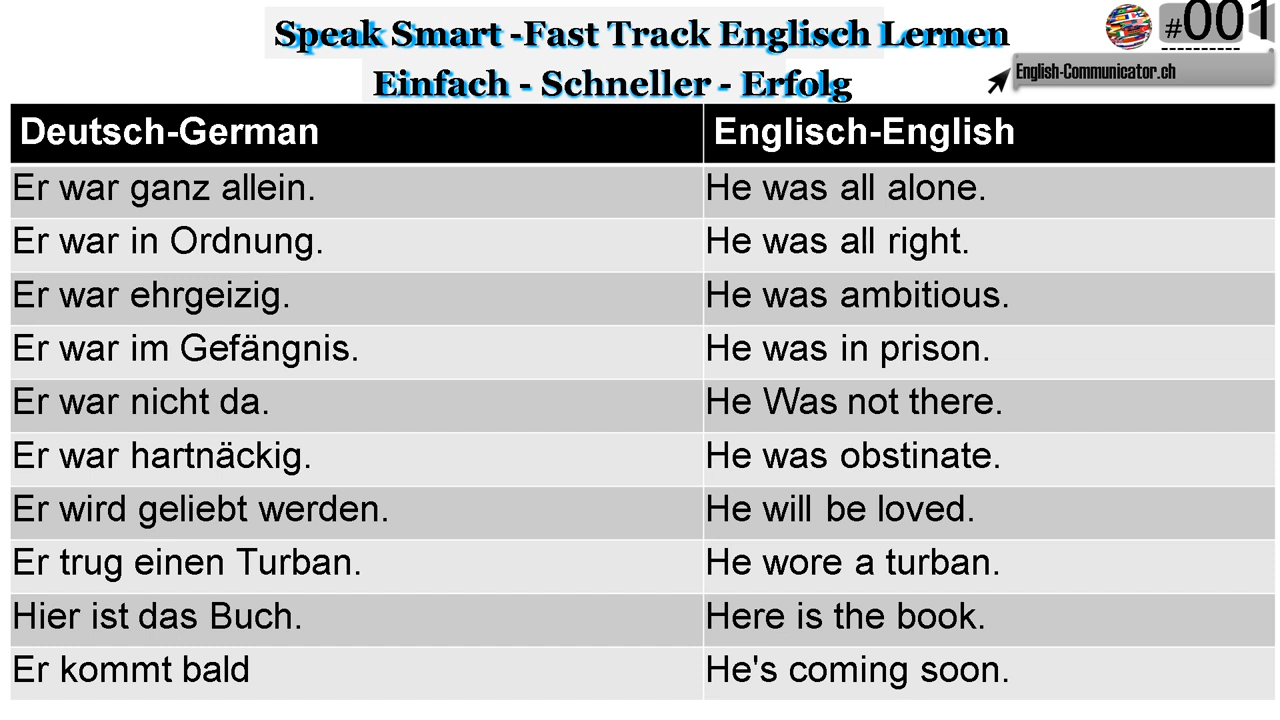 Speak Smart -Fast Track Englisch Lernen
Einfach - Schneller - Erfolg
#001
English-Communicator.ch
Deutsch-German Englisch-English
Er war ganz allein. He was all alone.
Er war in Ordnung. He was all right.
Er war ehrgeizig. He was ambitious.
Er war im Gefängnis. He was in prison.
Er war nicht da. He Was not there.
Er war hartnäckig. He was obstinate.
Er wird geliebt werden. He will be loved.
Er trug einen Turban. He wore a turban.
Hier ist das Buch. Here is the book.
Er kommt bald He's coming soon.